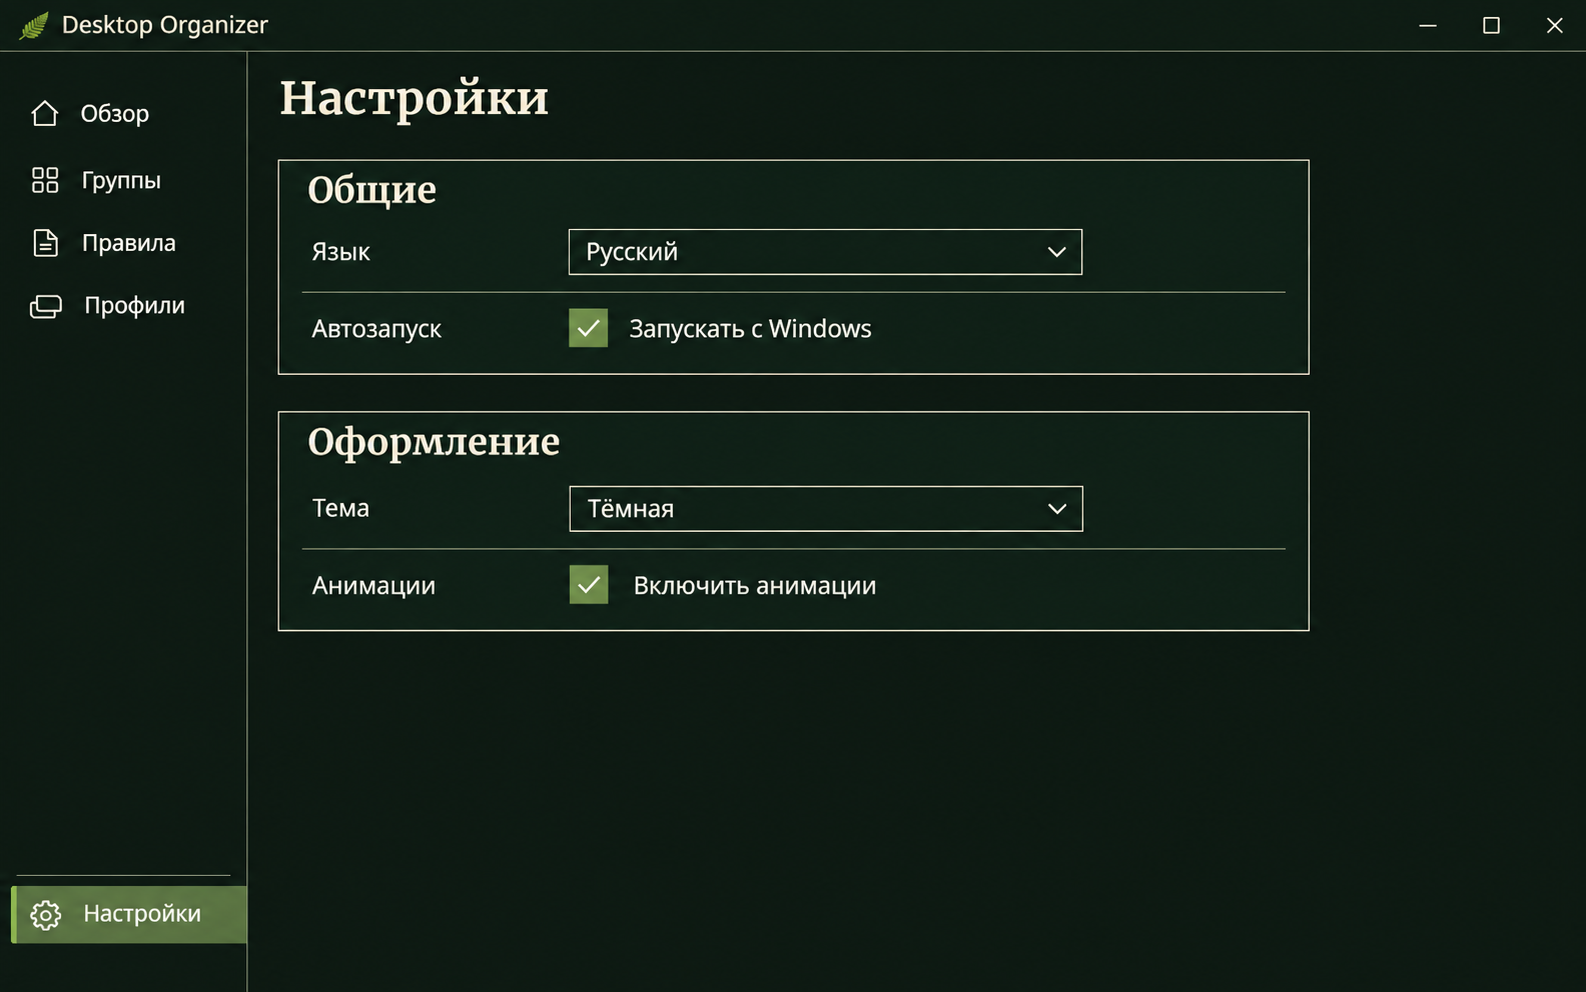 Desktop Organizer
Обзор
Группы
Правила
Профили
Настройки
Настройки
Общие
Язык
Русский
Автозапуск
Запускать с Windows
Оформление
Тема
Тёмная
Анимации
Включить анимации